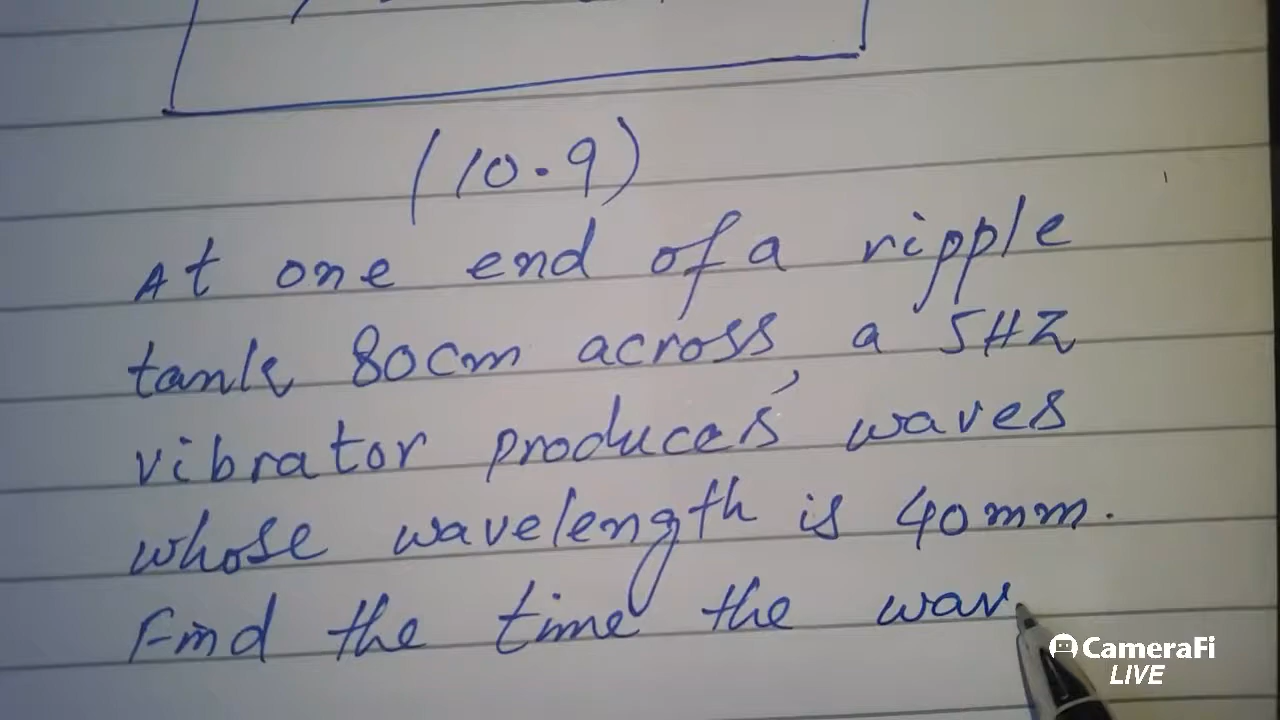 (10.9)
At one end of a ripple
tank 80cm across, a 5HZ
vibrator produces waves
whose wavelength is 40mm.
Find the time the wav
CameraFi
LIVE